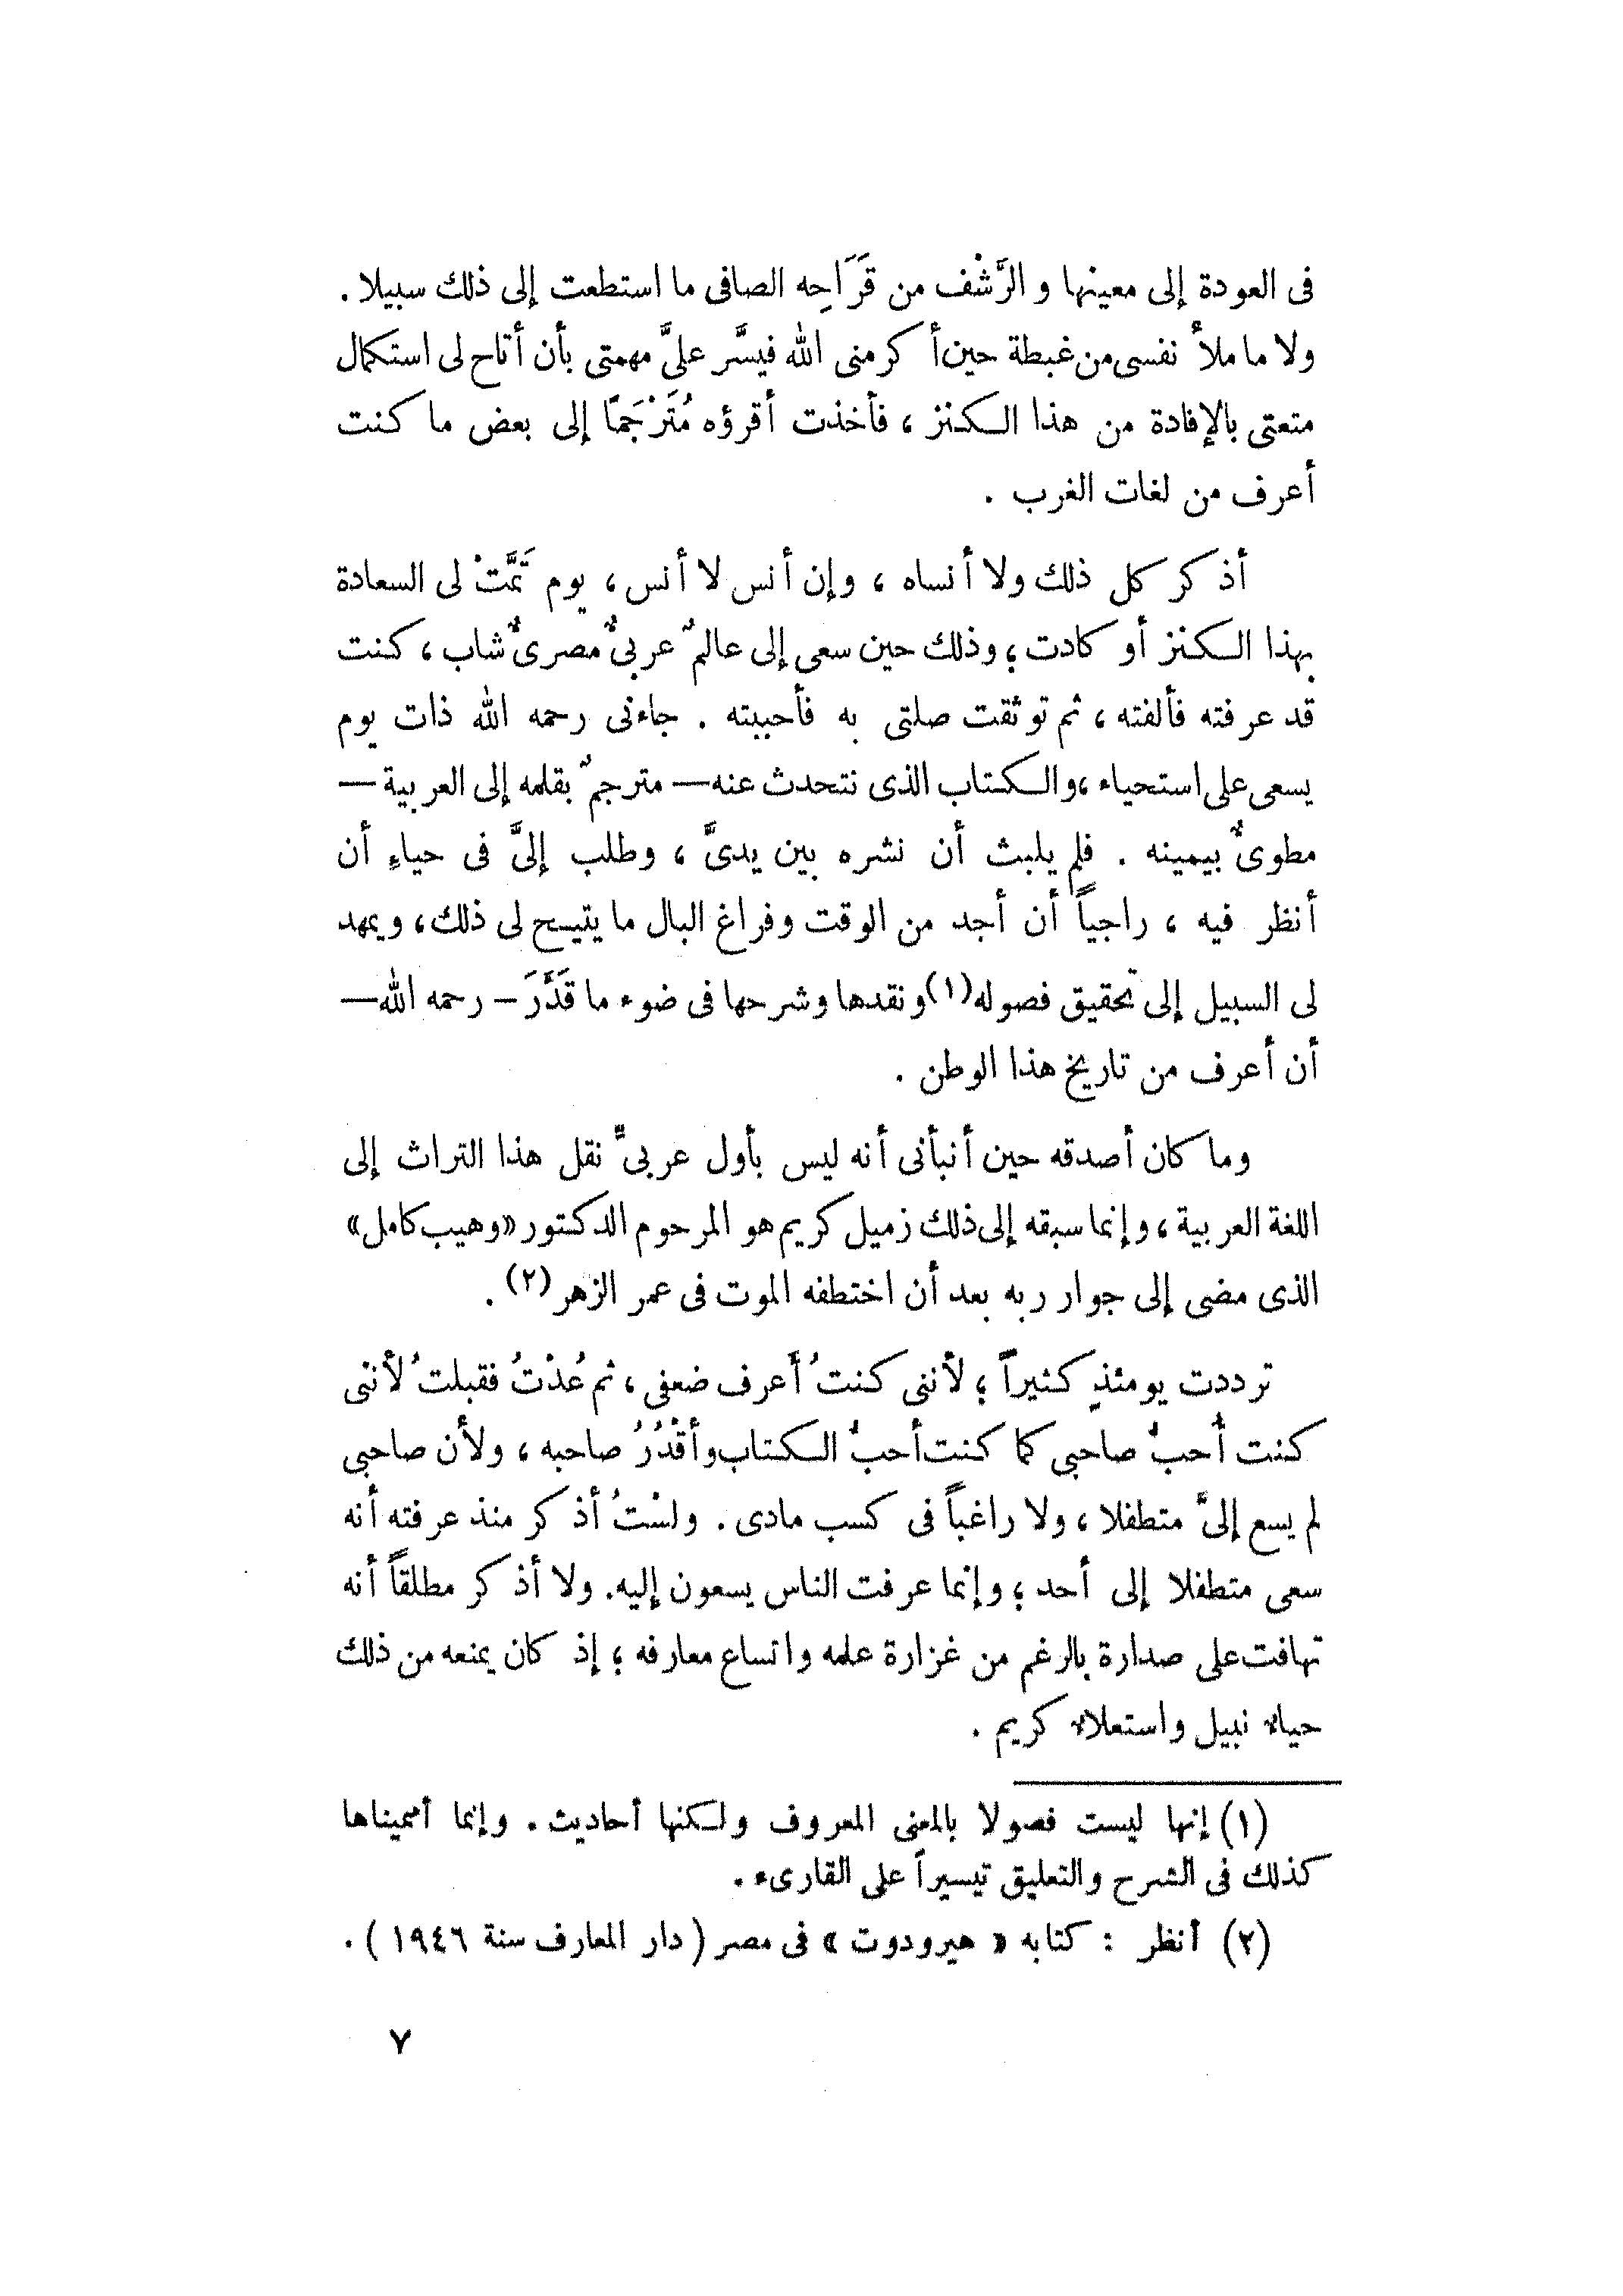 فى العودة إلى معينها والرَّشْف من قَرَاحِه الصافى ما استطعت إلى ذلك سبيلا .
ولا ما ملأ نفسى من غبطة حين أكرمنى الله فيسَّر علىَّ مهمتى بأن أتاح لى استكمال
متعتى بالإفادة من هذا الكنز ، فأخذت أقرؤه مُتَرْجَمًا إلى بعض ما كنت
أعرف من لغات الغرب .
أذكر كل ذلك ولا أنساه ، وإن أنس لا أنس ، يوم تَمَّتْ لى السعادة
بهذا الكنز أو كادت ؛ وذلك حين سعى إلى عالمٌ عربىٌّ مصرىٌّ شاب ، كنت
قد عرفته فألفته ، ثم توثقت صلتى به فأحببته . جاءنى رحمه الله ذات يوم
يسعى على استحياء ، والكتاب الذى نتحدث عنه — مترجمٌ بقلمه إلى العربية —
مطوىٌّ بيمينه . فلم يلبث أن نشره بين يدىَّ ، وطلب إلىَّ فى حياءٍ أن
أنظر فيه ، راجياً أن أجد من الوقت وفراغ البال ما يتيح لى ذلك ، ويمهد
لى السبيل إلى تحقيق فصوله (١) ونقدها وشرحها فى ضوء ما قَدَّرَ — رحمه الله —
أن أعرف من تاريخ هذا الوطن .
وما كان أصدقه حين أنبأنى أنه ليس بأول عربىٍّ نقل هذا التراث إلى
اللغة العربية ، وإنما سبقه إلى ذلك زميل كريم هو المرحوم الدكتور «وهيب كامل»
الذى مضى إلى جوار ربه بعد أن اختطفه الموت فى عمر الزهر (٢) .
ترددت يومئذٍ كثيراً ؛ لأننى كنتُ أَعرف ضعفى ، ثم عُدْتُ فقبلتُ لأننى
كنت أُحبُّ صاحبى كما كنت أحبُّ الكتاب وأَقْدُرُ صاحبه ، ولأن صاحبى
لم يسع إلىَّ متطفلا ، ولا راغباً فى كسب مادى . ولسْتُ أذكر منذ عرفته أنه
سعى متطفلا إلى أحد ؛ وإنما عرفت الناس يسعون إليه . ولا أذكر مطلقاً أنه
تهافت على صدارة بالرغم من غزارة علمه واتساع معارفه ؛ إذ كان يمنعه من ذلك
حياءٌ نبيل واستعلاءٌ كريم .
(١) إنها ليست فصولا بالمعنى المعروف ولكنها أحاديث . وإنما أسميناها
كذلك فى الشرح والتعليق تيسيراً على القارىء .
(٢) أنظر : كتابه « هيرودوت » فى مصر ( دار المعارف سنة ١٩٤٦ ) .
٧